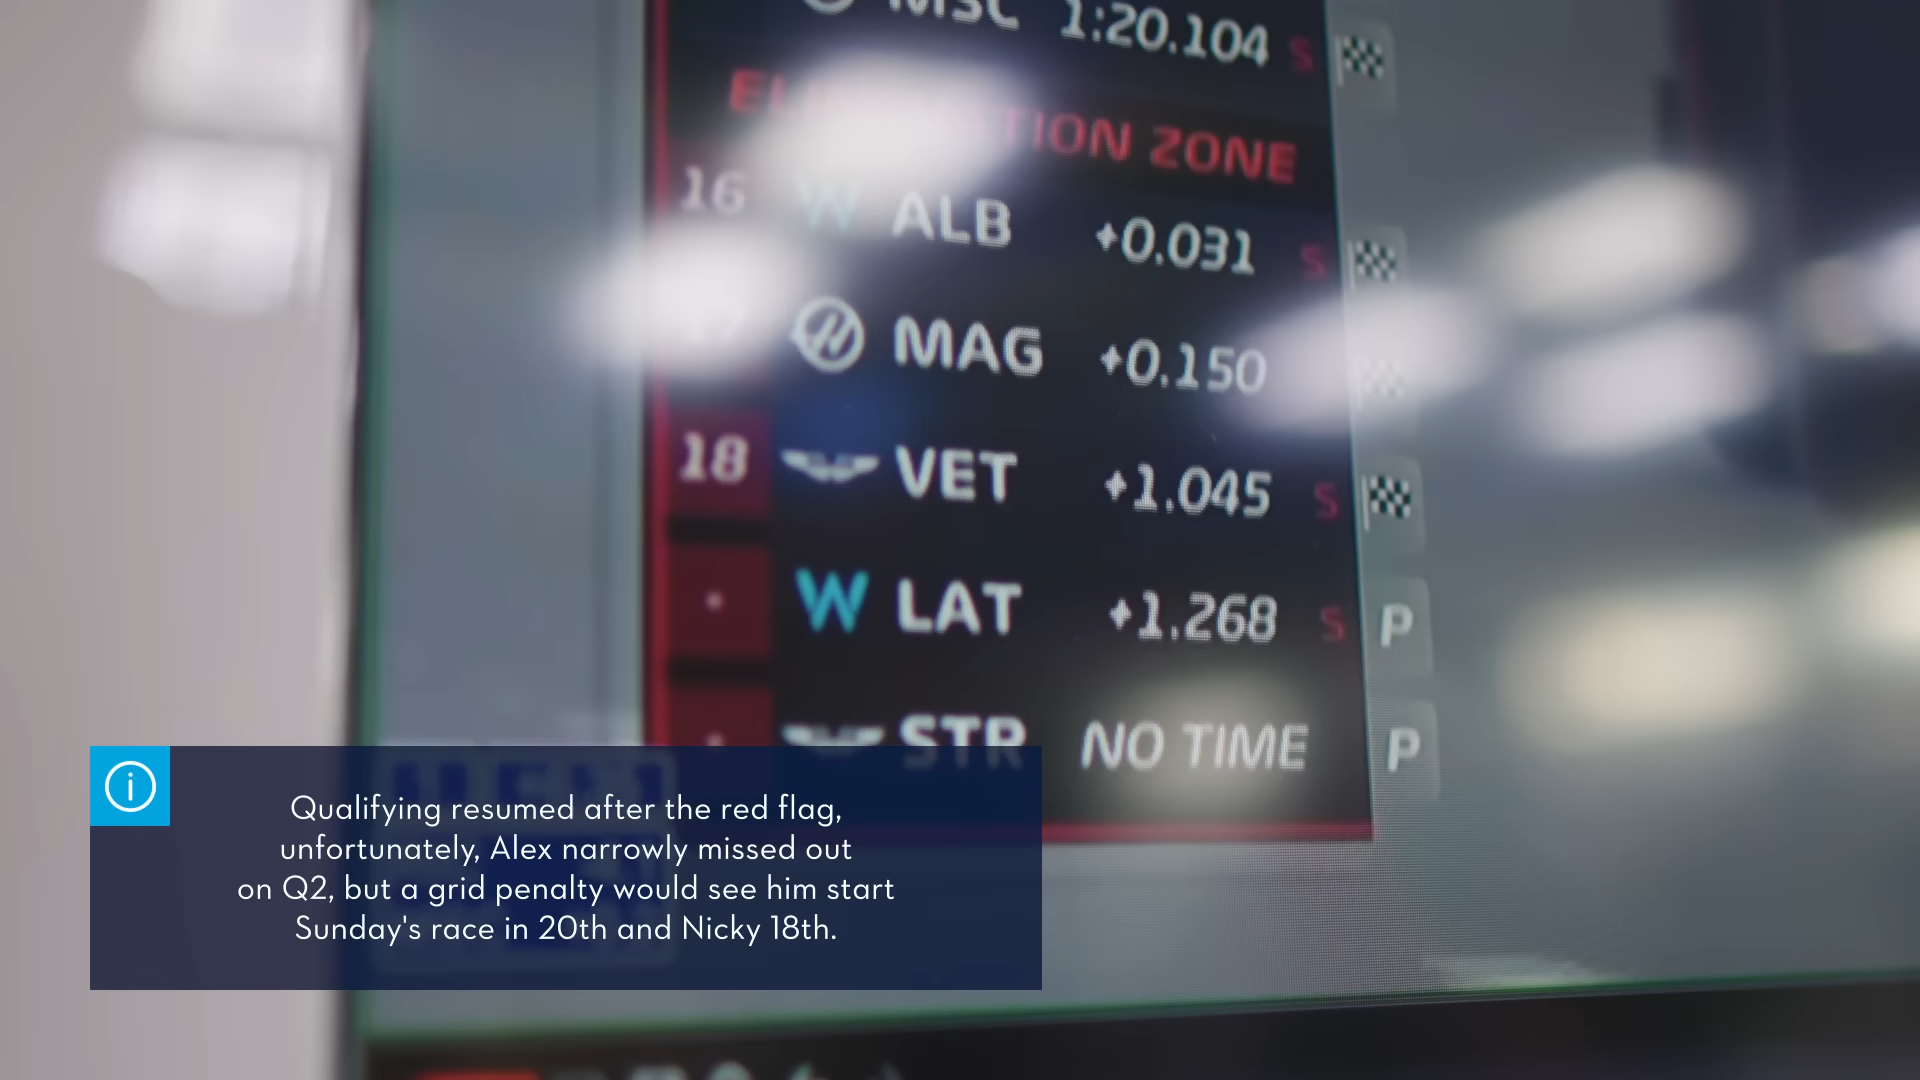 MSC 1:20.104 S
ZONE
16 W ALB +0.031 S
MAG +0.150
18 VET +1.045 S
W LAT +1.268 S P
STR NO TIME P
i
Qualifying resumed after the red flag,
unfortunately, Alex narrowly missed out
on Q2, but a grid penalty would see him start
Sunday's race in 20th and Nicky 18th.